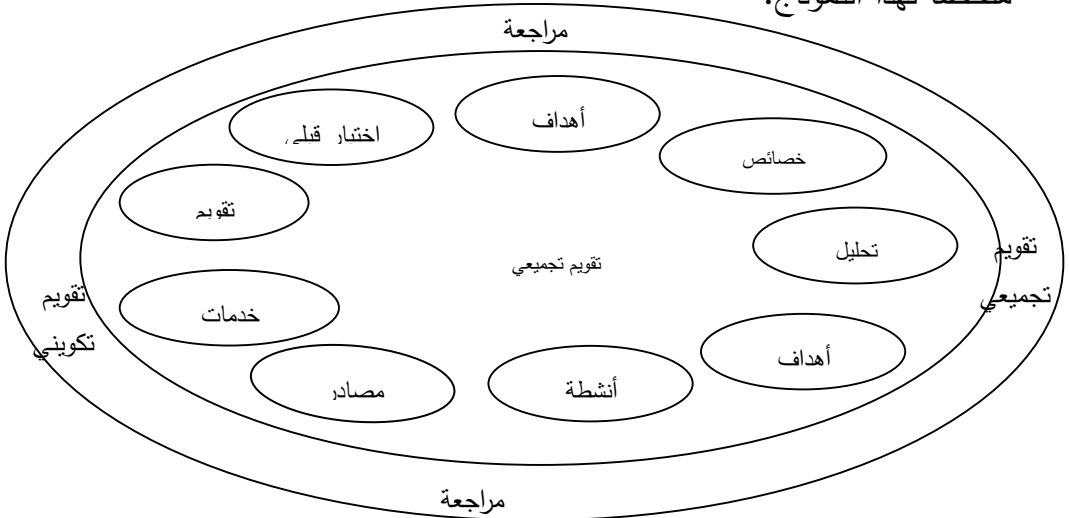 مراجعة
أهداف
اختبار قبلي
خصائص
تقويم
تحليل
تقويم تجميعي
تقويم
تجميعي
تقويم
تكويني
خدمات
أهداف
مصادر
أنشطة
مراجعة